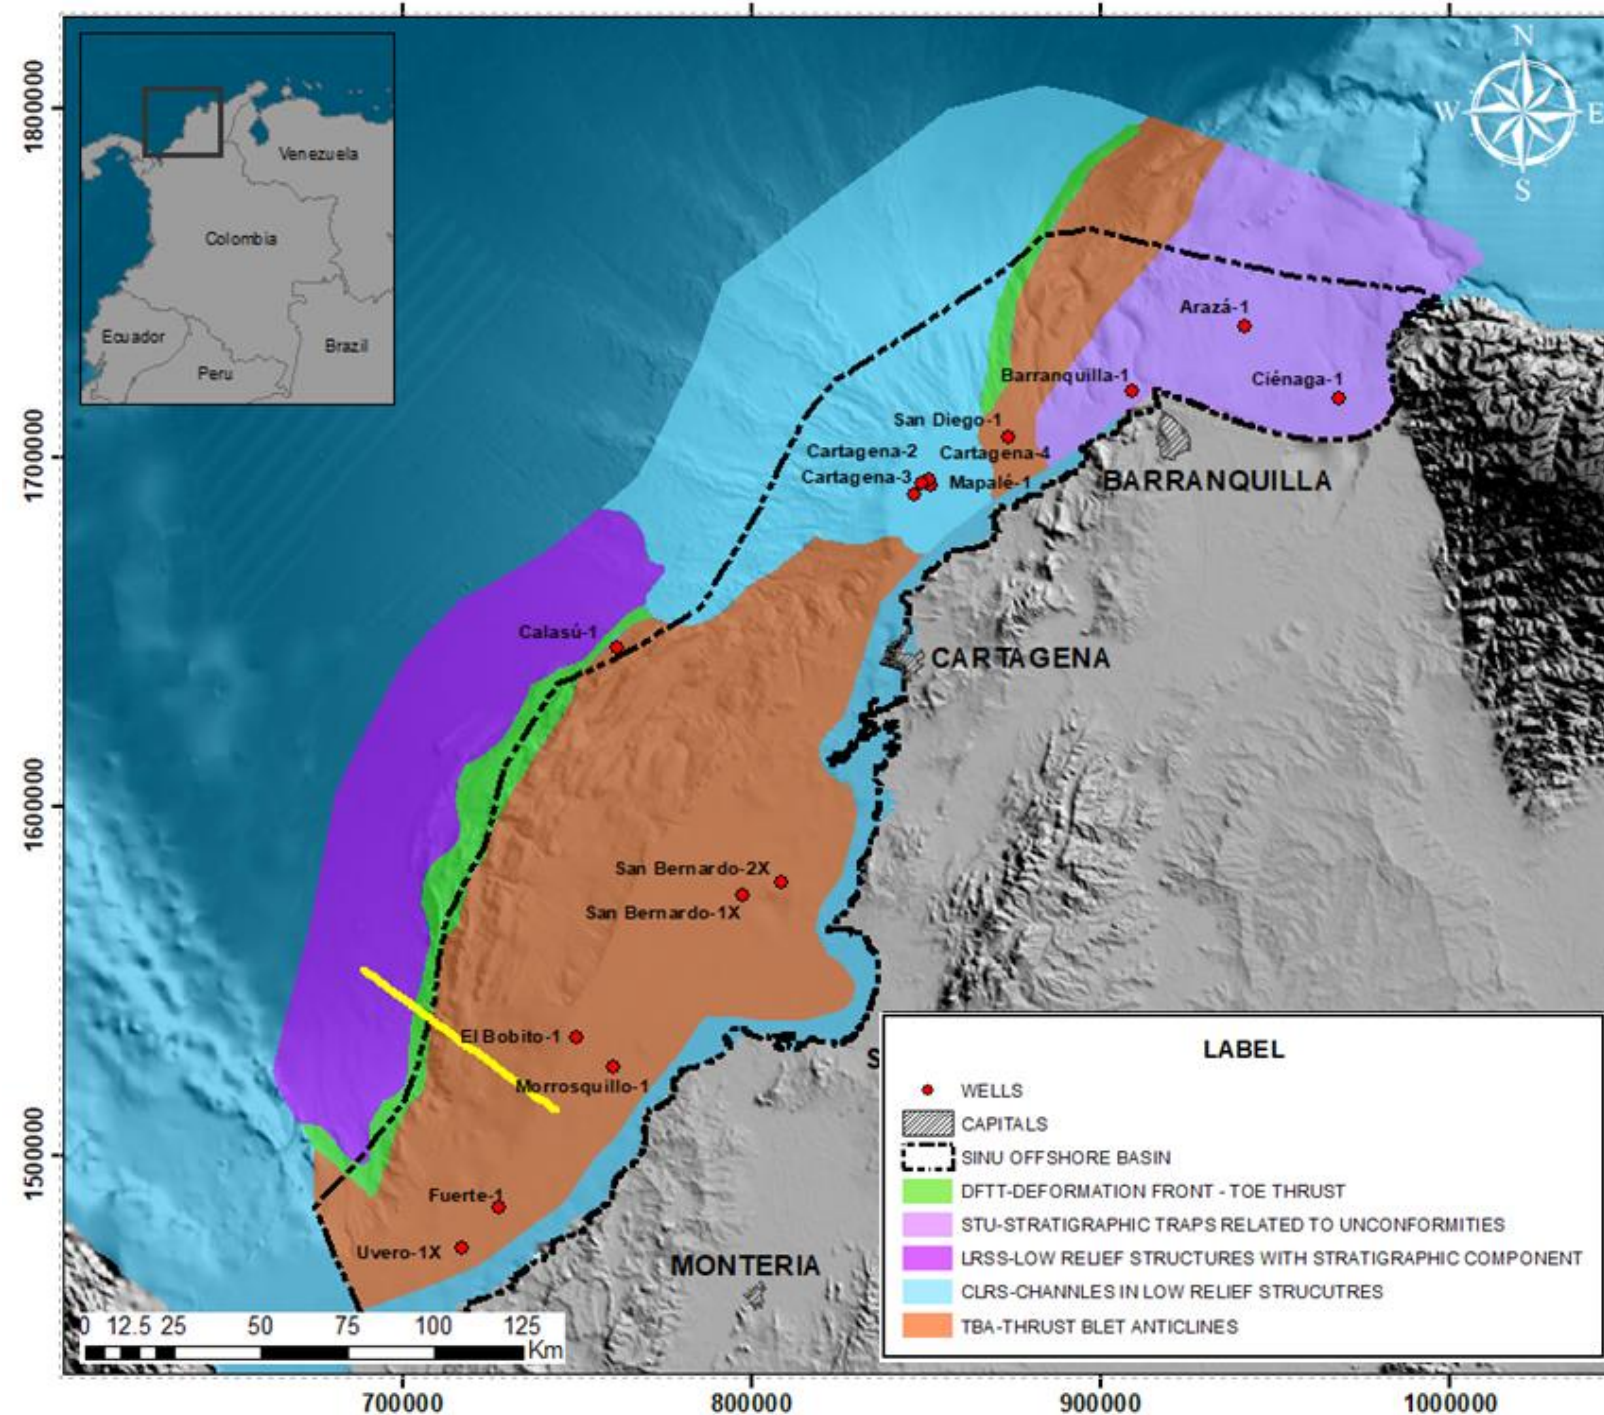 N
W E
S
Venezuela
Colombia
Ecuador
Peru
Brazil
1800000
1700000
1600000
1500000
Arazá-1
Barranquilla-1
Ciénaga-1
San Diego-1
Cartagena-2
Cartagena-4
Cartagena-3
Mapalé-1
BARRANQUILLA
Calasú-1
CARTAGENA
San Bernardo-2X
San Bernardo-1X
El Bobito-1
Morrosquillo-1
S
Fuerte-1
Uvero-1X
MONTERIA
LABEL
WELLS
CAPITALS
SINU OFFSHORE BASIN
DFTT-DEFORMATION FRONT - TOE THRUST
STU-STRATIGRAPHIC TRAPS RELATED TO UNCONFORMITIES
LRSS-LOW RELIEF STRUCTURES WITH STRATIGRAPHIC COMPONENT
CLRS-CHANNLES IN LOW RELIEF STRUCUTRES
TBA-THRUST BLET ANTICLINES
0 12.5 25 50 75 100 125
Km
700000 800000 900000 1000000